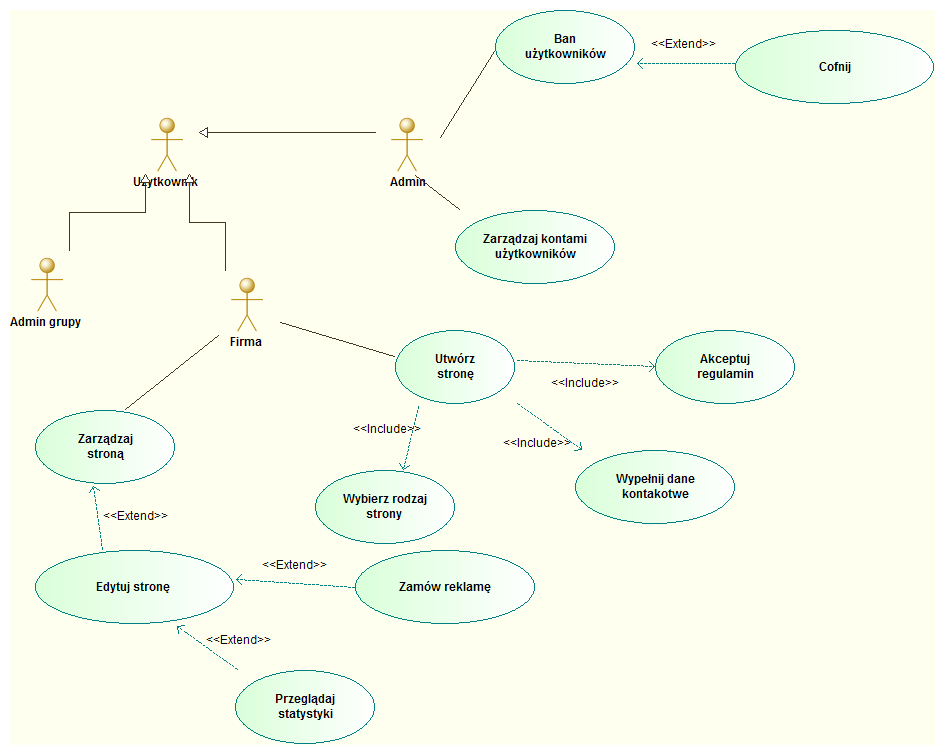 Ban
użytkowników
<<Extend>>
Cofnij
Użytkownik
Admin
Zarządzaj kontami
użytkowników
Admin grupy
Firma
Utwórz
stronę
<<Include>>
Akceptuj
regulamin
<<Include>>
<<Include>>
Zarządzaj
stroną
Wybierz rodzaj
strony
Wypełnij dane
kontakotwe
<<Extend>>
Edytuj stronę
<<Extend>>
Zamów reklamę
<<Extend>>
Przeglądaj
statystyki